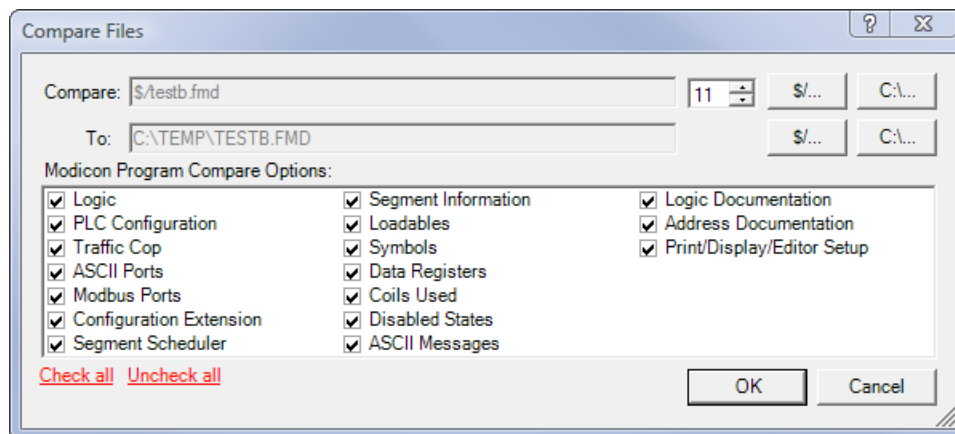 Compare Files
Compare: $/testb.fmd 11 $/... C:\...
To: C:\TEMP\TESTB.FMD $/... C:\...
Modicon Program Compare Options:
Logic Segment Information Logic Documentation
PLC Configuration Loadables Address Documentation
Traffic Cop Symbols Print/Display/Editor Setup
ASCII Ports Data Registers
Modbus Ports Coils Used
Configuration Extension Disabled States
Segment Scheduler ASCII Messages
Check all Uncheck all OK Cancel